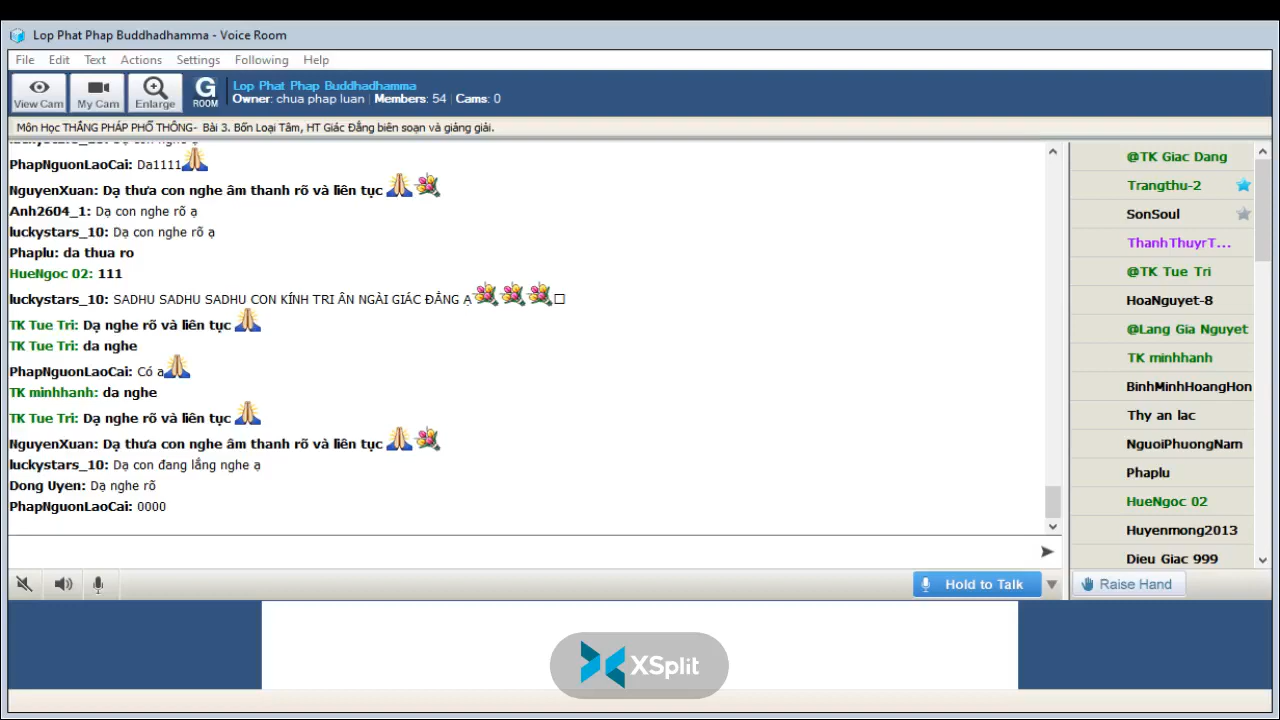 Lop Phat Phap Buddhadhamma - Voice Room
File Edit Text Actions Settings Following Help
View Cam My Cam Enlarge G ROOM
Lop Phat Phap Buddhadhamma
Owner: chua phap luan | Members: 54 | Cams: 0
Môn Học THẮNG PHÁP PHỔ THÔNG- Bài 3. Bốn Loại Tâm, HT Giác Đẳng biên soạn và giảng giải.
PhapNguonLaoCai: Da1111
NguyenXuan: Dạ thưa con nghe âm thanh rõ và liên tục
Anh2604_1: Dạ con nghe rõ ạ
luckystars_10: Dạ con nghe rõ ạ
Phaplu: da thua ro
HueNgoc 02: 111
luckystars_10: SADHU SADHU SADHU CON KÍNH TRI ÂN NGÀI GIÁC ĐẲNG Ạ
TK Tue Tri: Dạ nghe rõ và liên tục
TK Tue Tri: da nghe
PhapNguonLaoCai: Có a
TK minhhanh: da nghe
TK Tue Tri: Dạ nghe rõ và liên tục
NguyenXuan: Dạ thưa con nghe âm thanh rõ và liên tục
luckystars_10: Dạ con đang lắng nghe ạ
Dong Uyen: Dạ nghe rõ
PhapNguonLaoCai: 0000
@TK Giac Dang
Trangthu-2
SonSoul
ThanhThuyrT...
@TK Tue Tri
HoaNguyet-8
@Lang Gia Nguyet
TK minhhanh
BinhMinhHoangHon
Thy an lac
NguoiPhuongNam
Phaplu
HueNgoc 02
Huyenmong2013
Dieu Giac 999
Hold to Talk
Raise Hand
XSplit